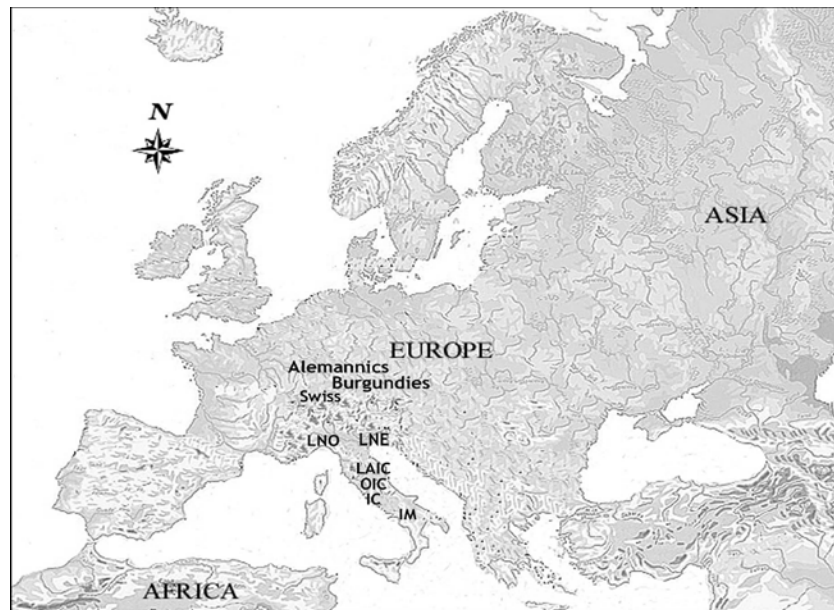 N
ASIA
EUROPE
Alemannics
Burgundies
Swiss
LNO LNE
LAIC
OIC
IC
IM
AFRICA